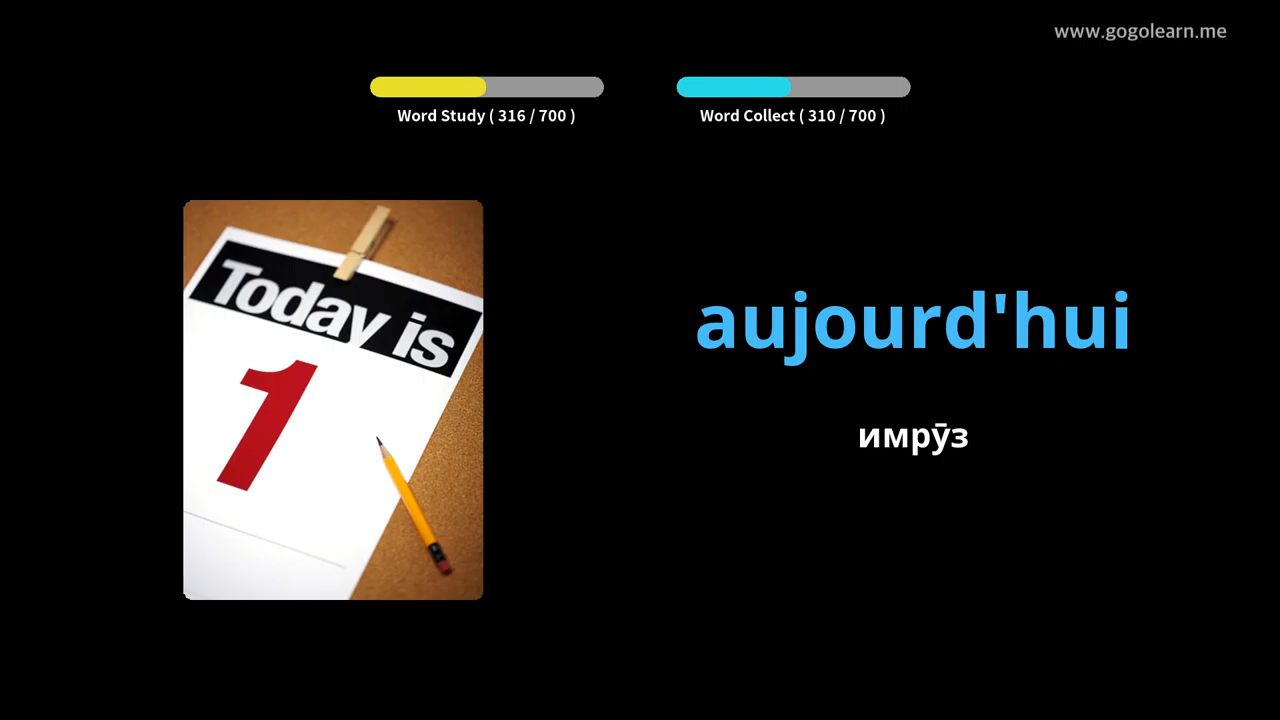 www.gogolearn.me
Word Study ( 316 / 700 )
Word Collect ( 310 / 700 )
Today is
1
aujourd'hui
имрӯз